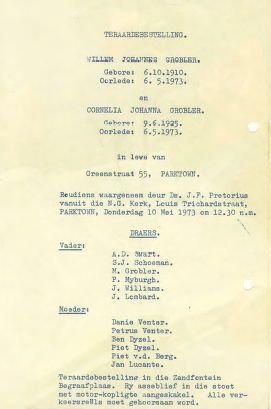 TERAARDEBESTELLING.
WILLEM JOHANNES GROBLER.
Gebore: 6.10.1910.
Oorlede: 6.5.1973.
en
CORNELIA JOHANNA GROBLER.
Gebore: 9.6.1925.
Oorlede: 6.5.1973.
in lewe van
Greenstraat 55, PARKTOWN.
Roudiens waargeneem deur Ds. J.F. Pretorius
vanuit die N.G. Kerk, Louis Trichardstraat,
PARKTOWN, Donderdag 10 Mei 1973 om 12.30 n.m.
DRAERS.
Vader:
A.D. Swart.
S.J. Schoeman.
M. Grobler.
P. Myburgh.
J. Williams.
J. Lombard.
Moeder:
Danie Venter.
Petrus Venter.
Ben Dyzel.
Piet Dyzel.
Piet v.d. Berg.
Jan Lucante.
Teraardebestelling in die Zandfontein
Begraafplaas. Ry asseblief in die stoet
met motor-kopligte aangeskakel. Alle ver-
keersreëls moet gehoorsaam word.